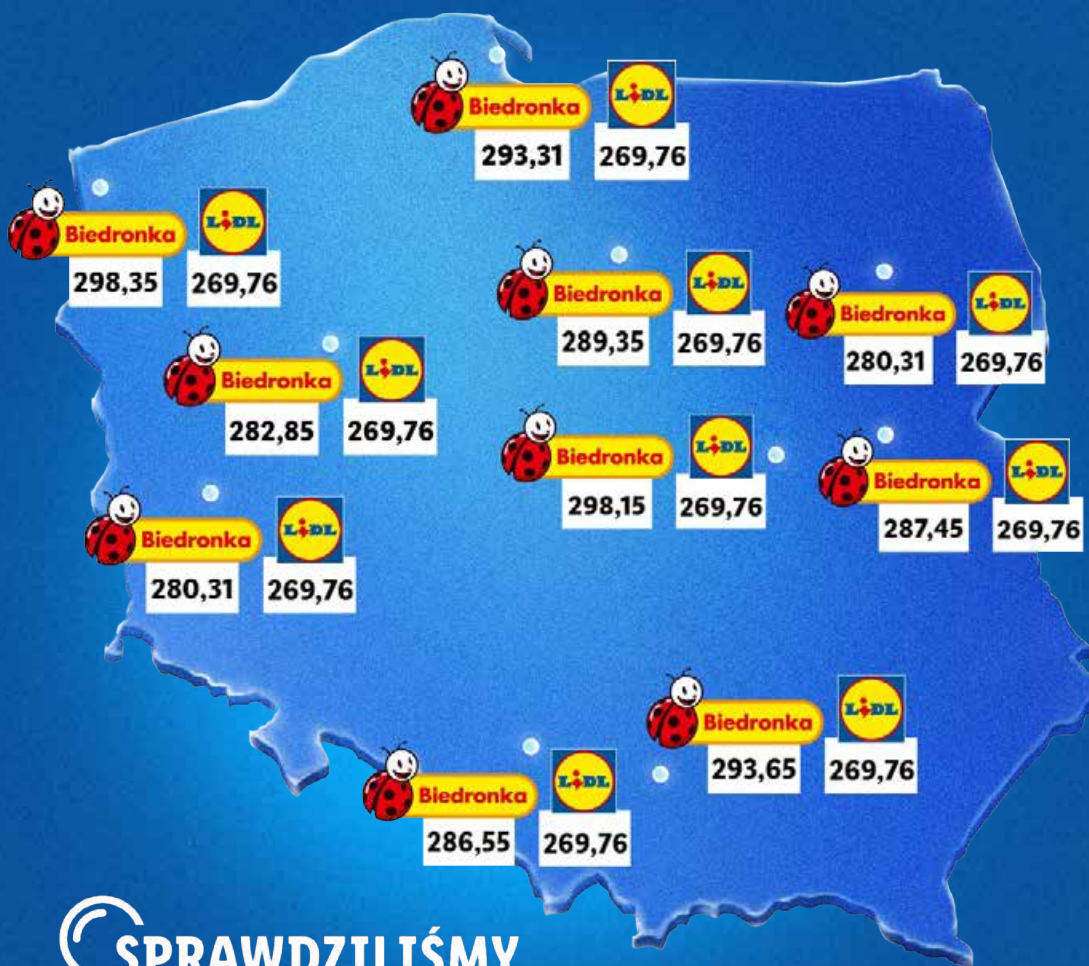 Biedronka LiDL
293,31 269,76
Biedronka LiDL
298,35 269,76
Biedronka LiDL
289,35 269,76
Biedronka LiDL
280,31 269,76
Biedronka LiDL
282,85 269,76
Biedronka LiDL
298,15 269,76
Biedronka LiDL
287,45 269,76
Biedronka LiDL
280,31 269,76
Biedronka LiDL
293,65 269,76
Biedronka LiDL
286,55 269,76
SPRAWDZILIŚMY